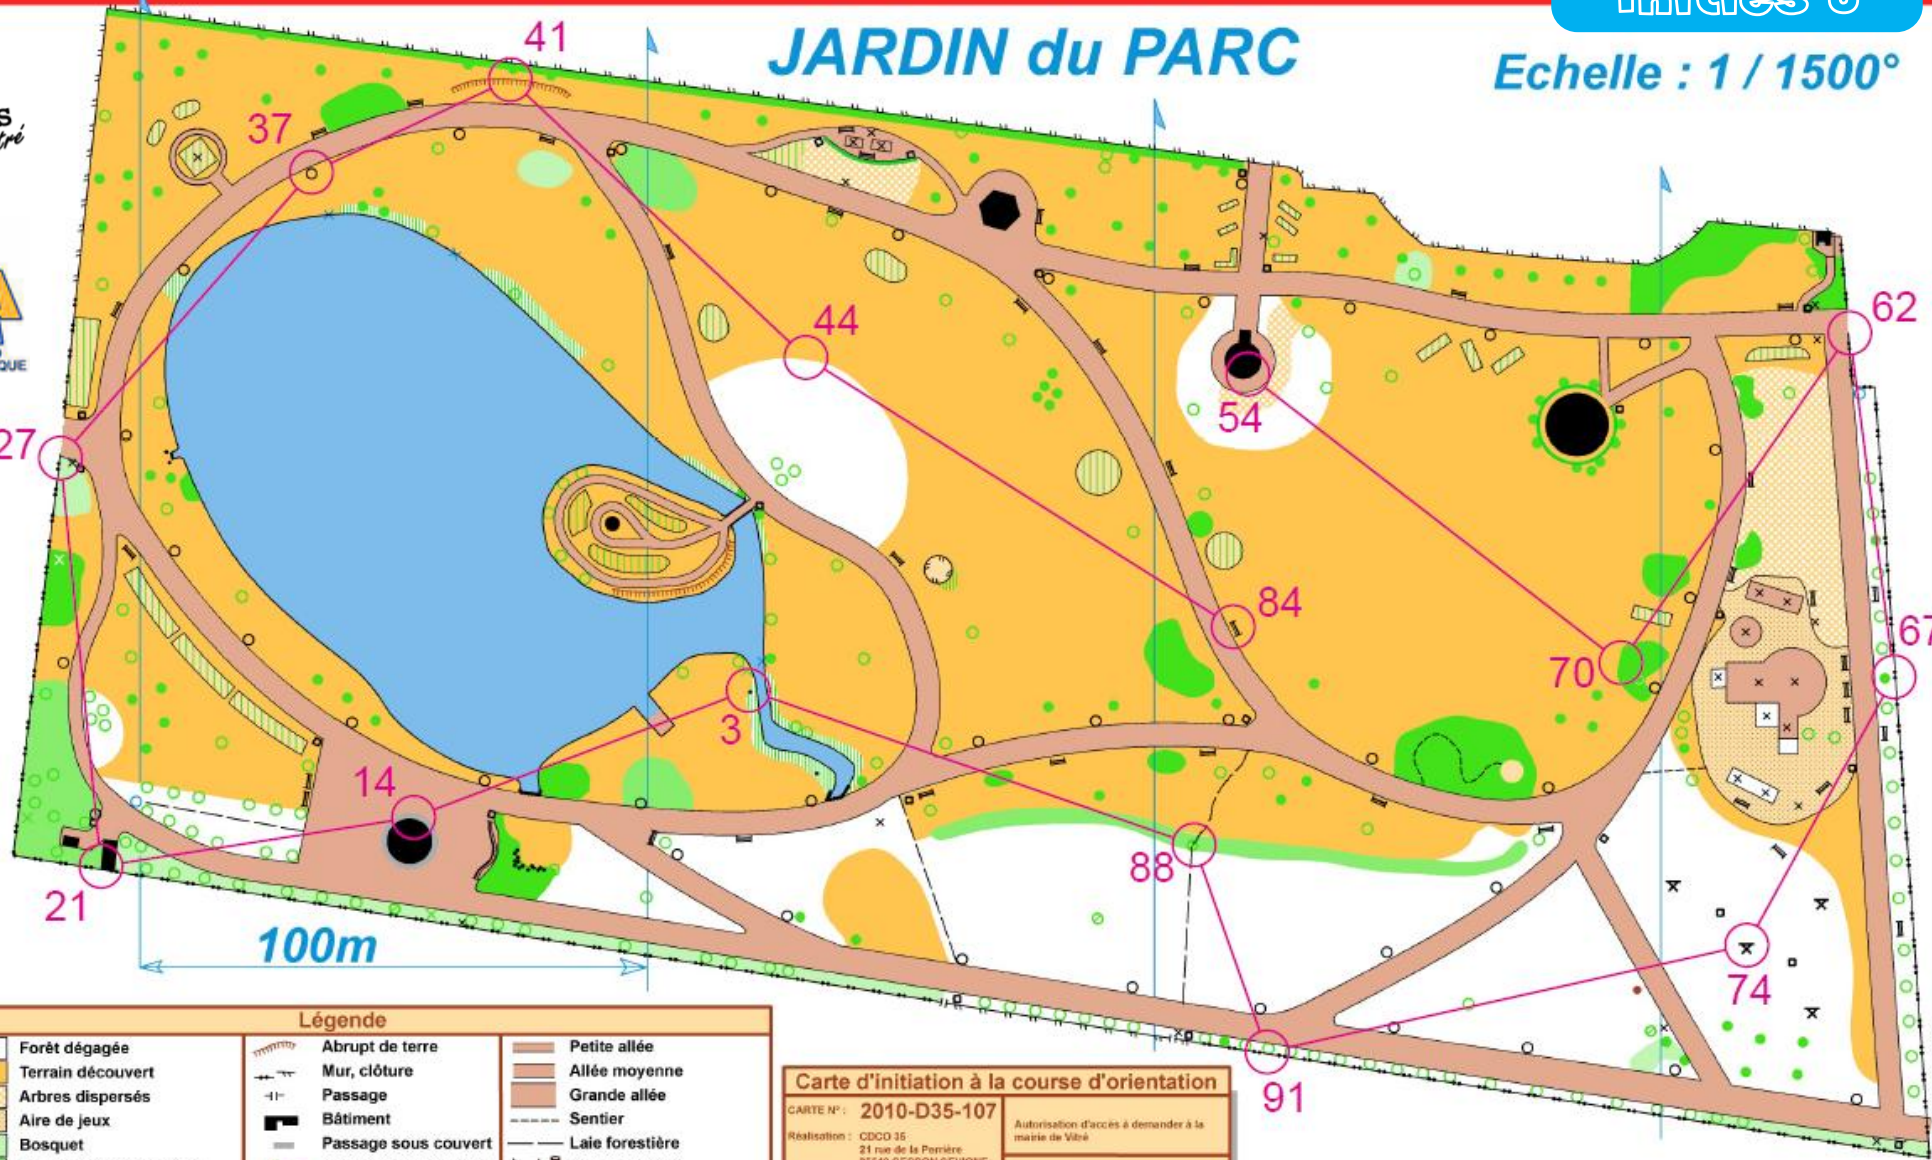 Initiés 6
JARDIN du PARC
Echelle : 1 / 1500°
41
37
44
62
54
27
84
67
70
3
14
88
21
74
91
100m
Légende
Forêt dégagée
Terrain découvert
Arbres dispersés
Aire de jeux
Bosquet
Abrupt de terre
Mur, clôture
Passage
Bâtiment
Passage sous couvert
Petite allée
Allée moyenne
Grande allée
Sentier
Laie forestière
Carte d'initiation à la course d'orientation
CARTE N° : 2010-D35-107
Réalisation : CDCO 35
21 rue de la Perrière
Autorisation d'accès à demander à la
mairie de Vitré